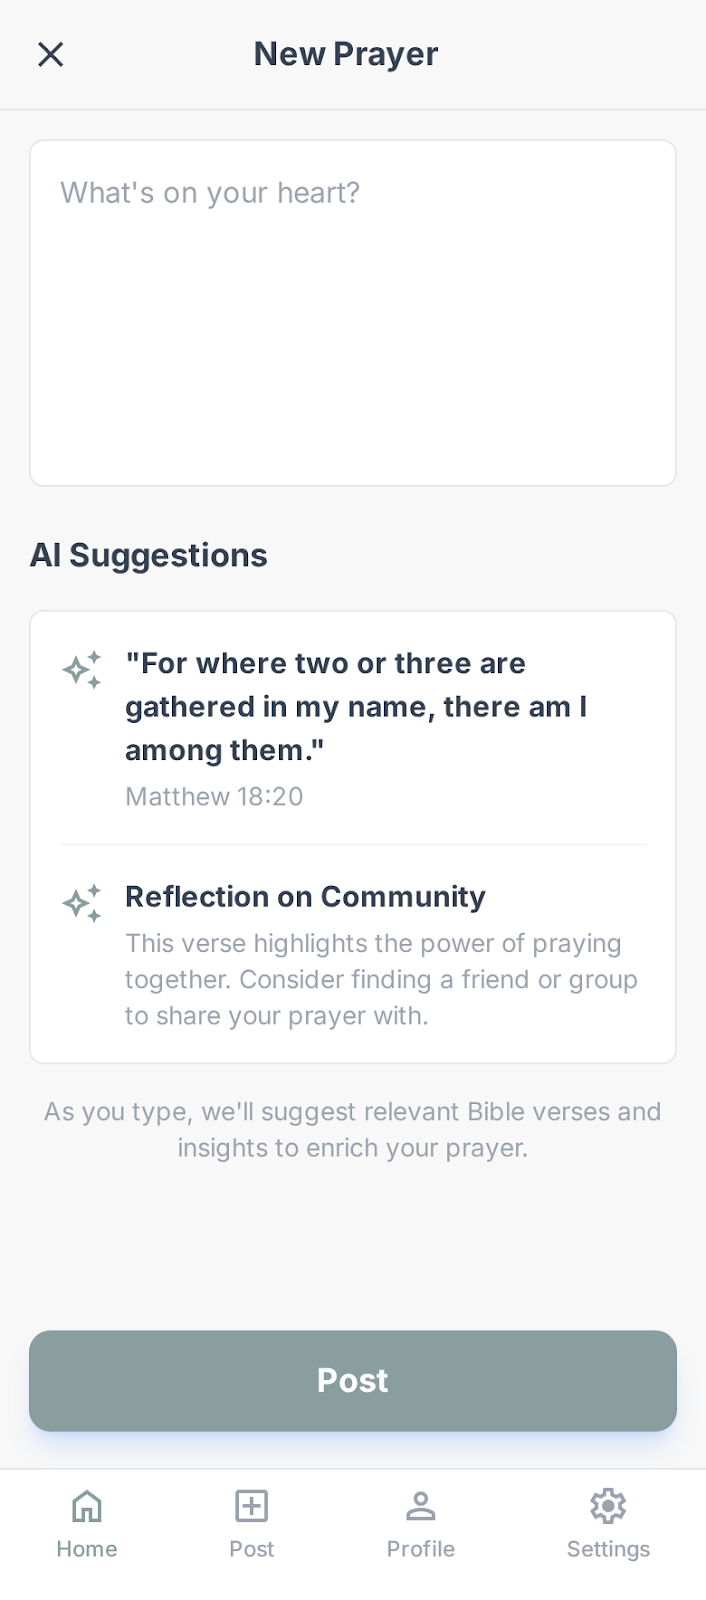 New Prayer
What's on your heart?
AI Suggestions
"For where two or three are
gathered in my name, there am I
among them."
Matthew 18:20
Reflection on Community
This verse highlights the power of praying
together. Consider finding a friend or group
to share your prayer with.
As you type, we'll suggest relevant Bible verses and
insights to enrich your prayer.
Post
Home
Post
Profile
Settings